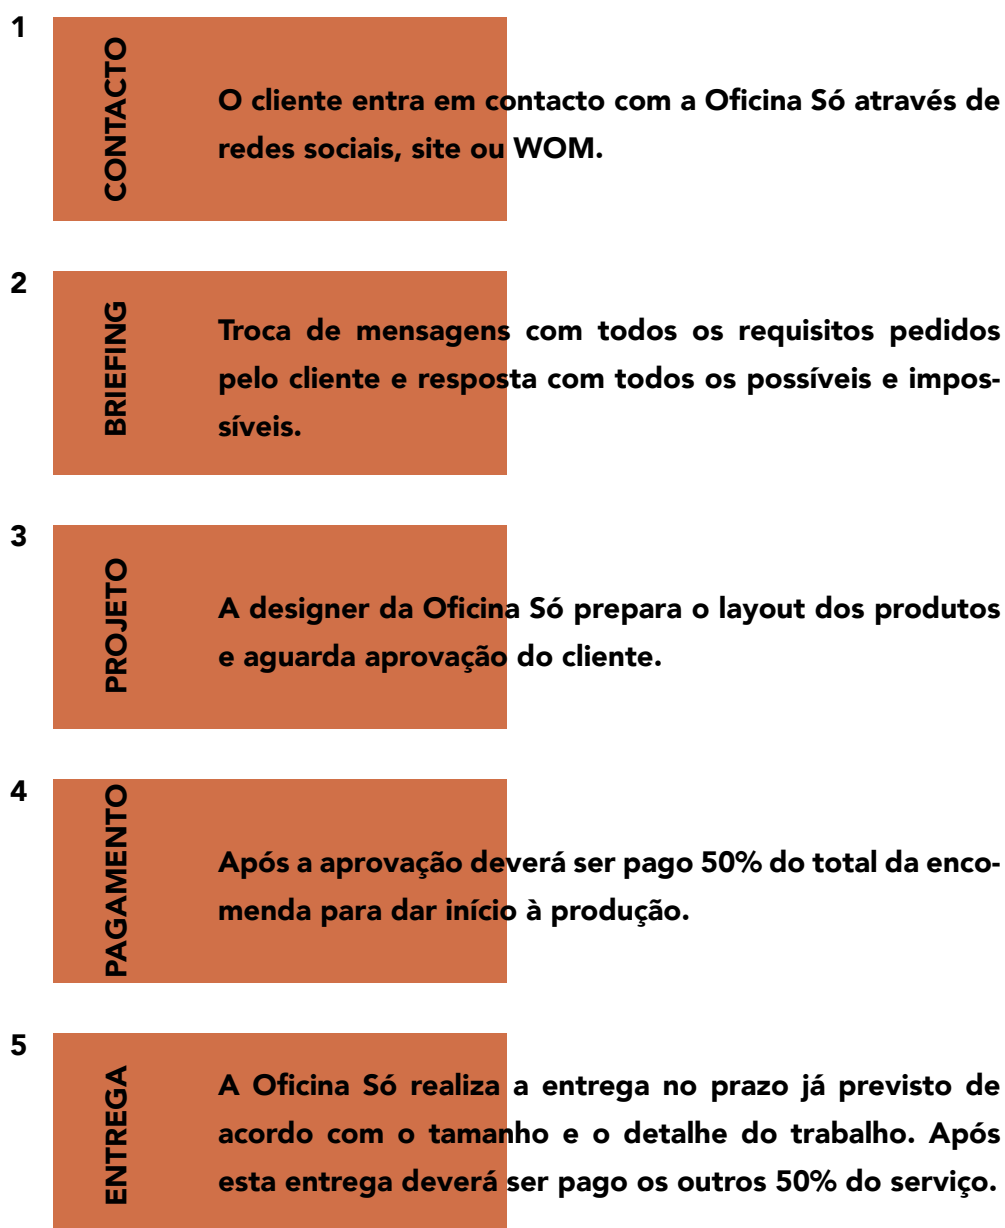 1
CONTACTO
O cliente entra em contacto com a Oficina Só através de
redes sociais, site ou WOM.
2
BRIEFING
Troca de mensagens com todos os requisitos pedidos
pelo cliente e resposta com todos os possíveis e impos-
síveis.
3
PROJETO
A designer da Oficina Só prepara o layout dos produtos
e aguarda aprovação do cliente.
4
PAGAMENTO
Após a aprovação deverá ser pago 50% do total da enco-
menda para dar início à produção.
5
ENTREGA
A Oficina Só realiza a entrega no prazo já previsto de
acordo com o tamanho e o detalhe do trabalho. Após
esta entrega deverá ser pago os outros 50% do serviço.